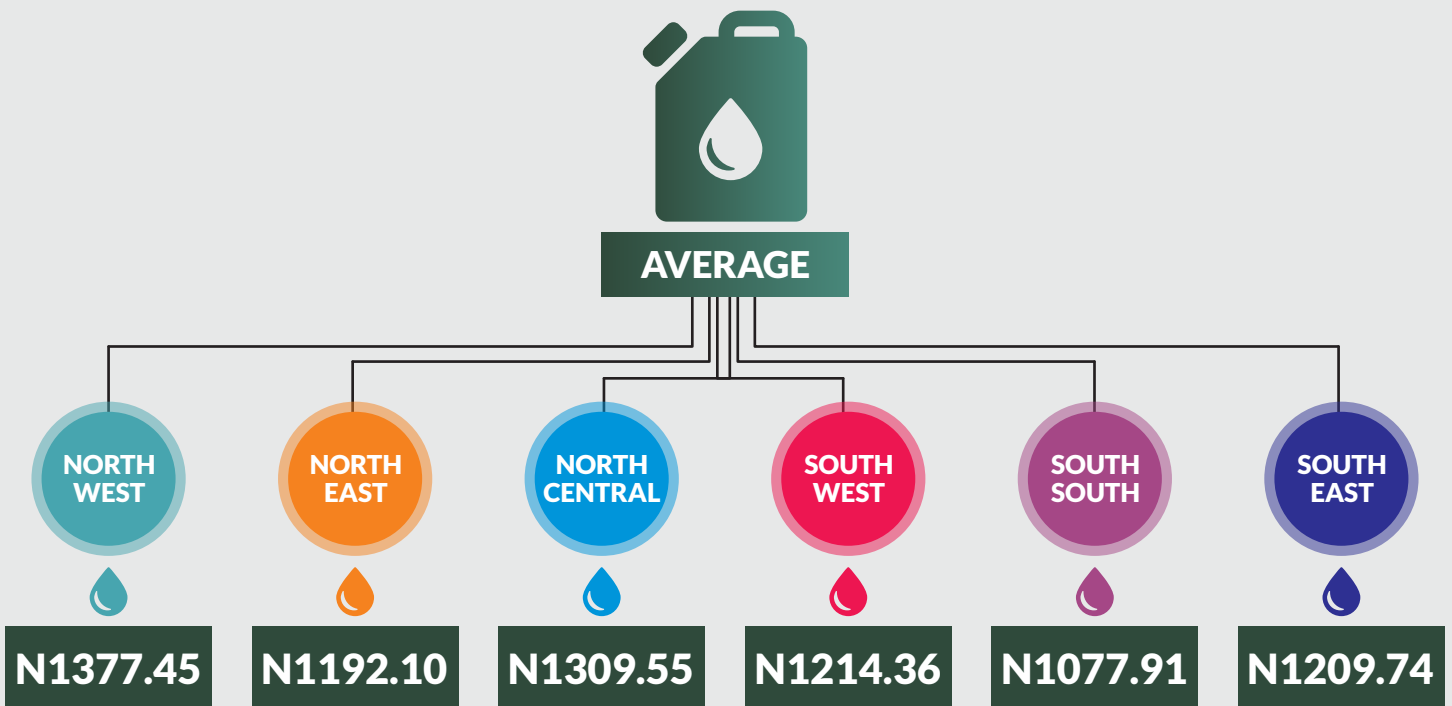 AVERAGE
NORTH
WEST
NORTH
EAST
NORTH
CENTRAL
SOUTH
WEST
SOUTH
SOUTH
SOUTH
EAST
N1377.45
N1192.10
N1309.55
N1214.36
N1077.91
N1209.74